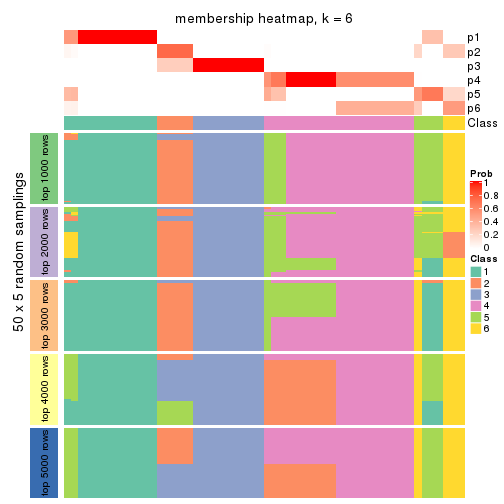 membership heatmap, k = 6
p1
p2
p3
p4
p5
p6
Class
50 x 5 random samplings
top 1000 rows
top 2000 rows
top 3000 rows
top 4000 rows
top 5000 rows
Prob
1
0.8
0.6
0.4
0.2
0
Class
1
2
3
4
5
6